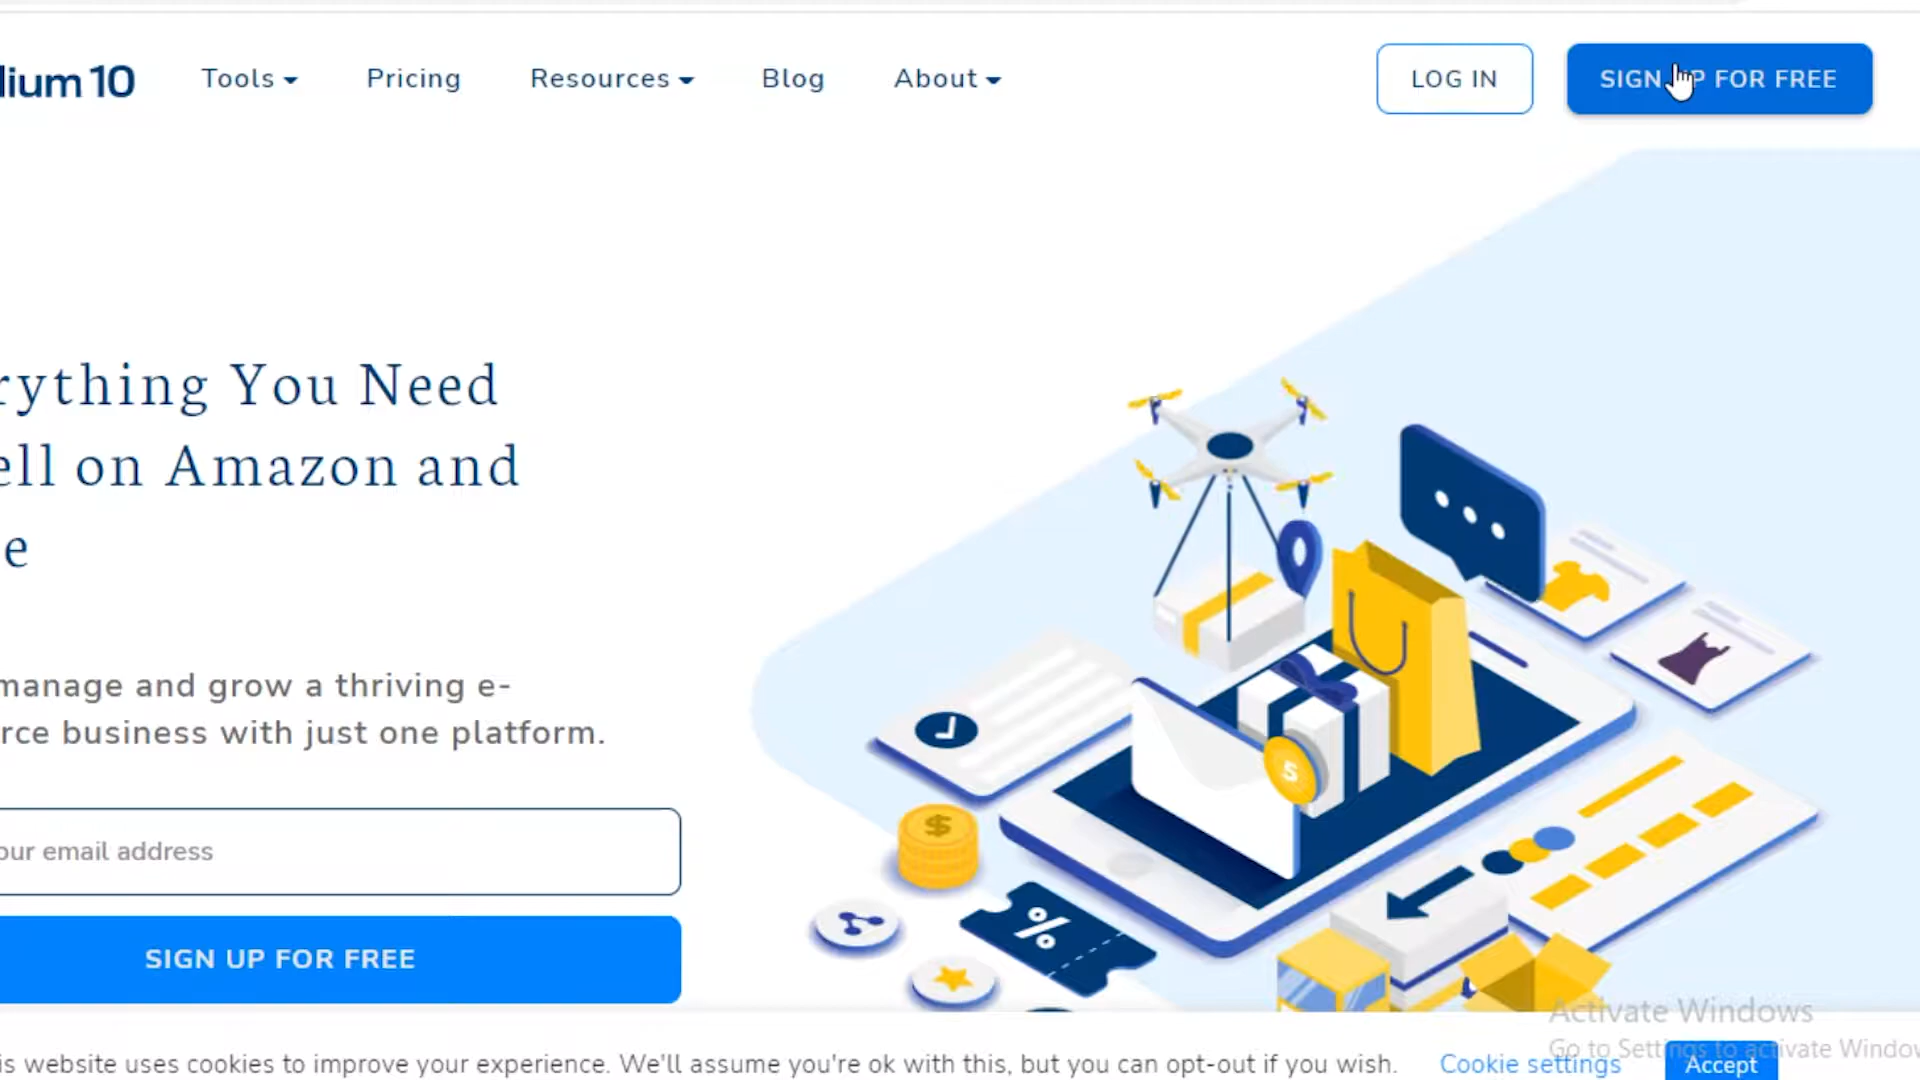 lium 10
Tools
Pricing
Resources
Blog
About
LOG IN
SIGN UP FOR FREE
rything You Need
ell on Amazon and
e
manage and grow a thriving e-
rce business with just one platform.
our email address
SIGN UP FOR FREE
Activate Windows
Go to Settings to activate Window
is website uses cookies to improve your experience. We'll assume you're ok with this, but you can opt-out if you wish.
Cookie settings
Accept